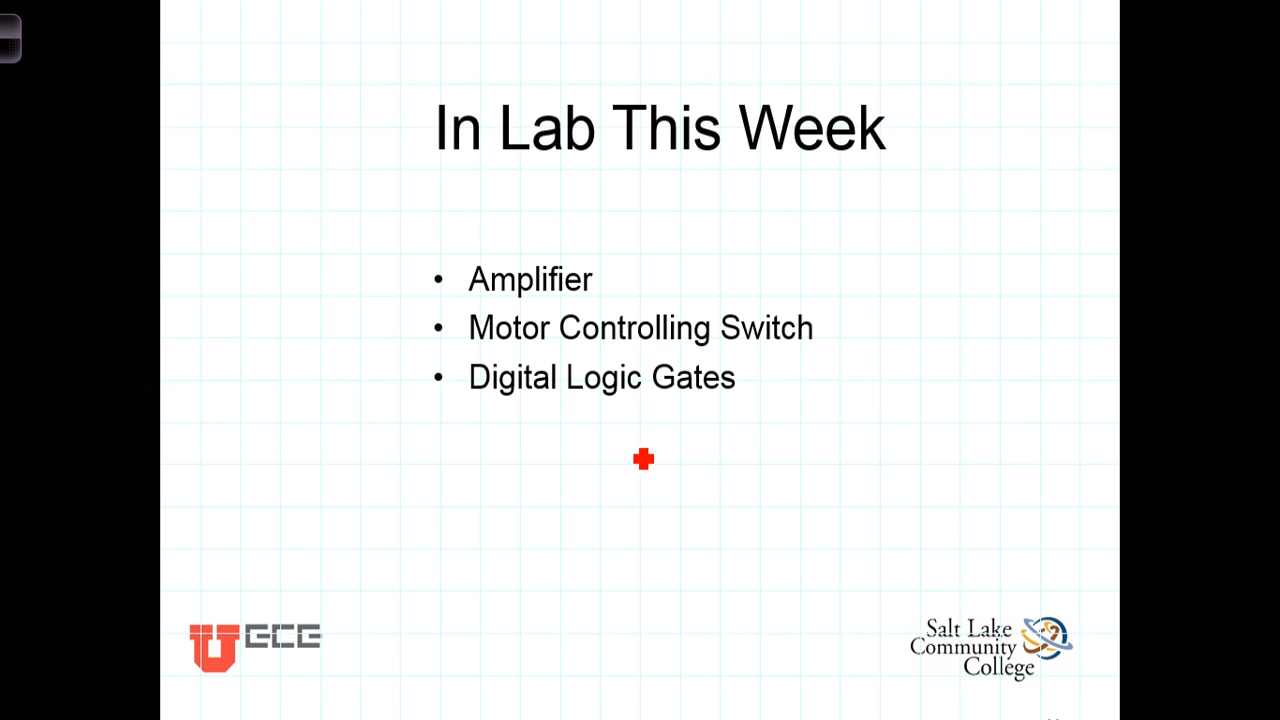 In Lab This Week
• Amplifier
• Motor Controlling Switch
• Digital Logic Gates
U ECE
Salt Lake
Community
College